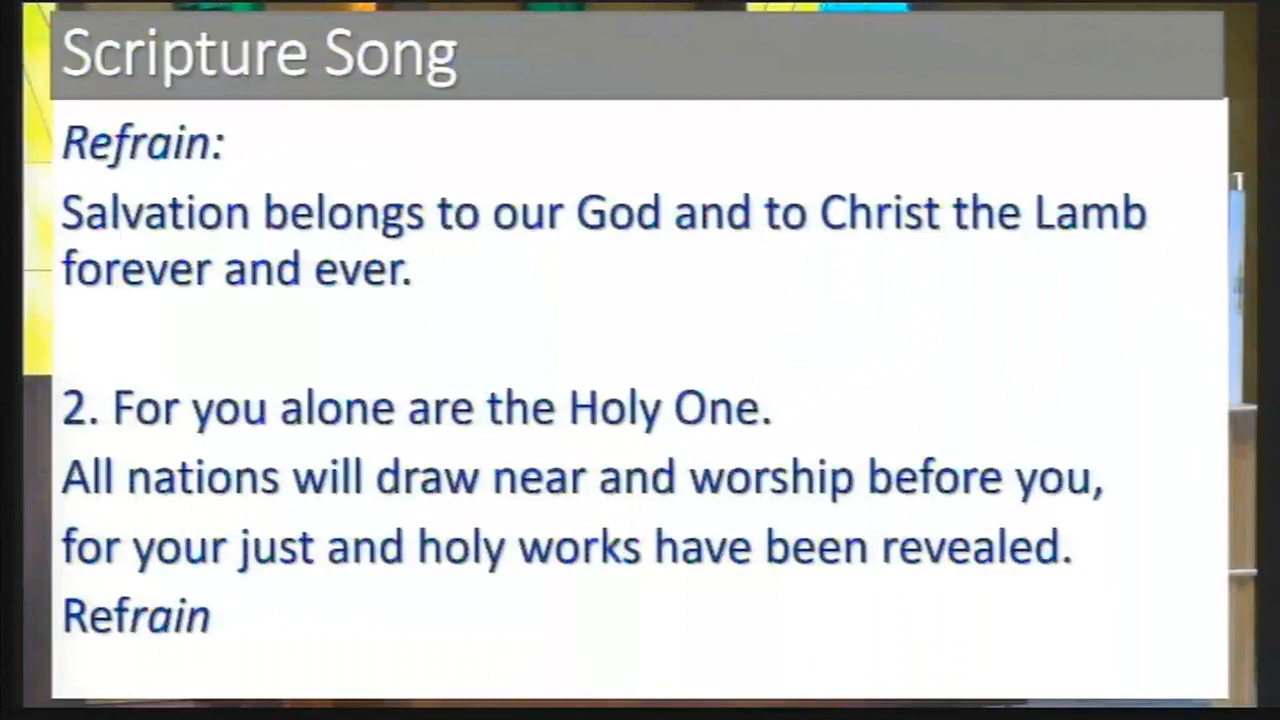 Scripture Song
Refrain:
Salvation belongs to our God and to Christ the Lamb
forever and ever.
2. For you alone are the Holy One.
All nations will draw near and worship before you,
for your just and holy works have been revealed.
Refrain